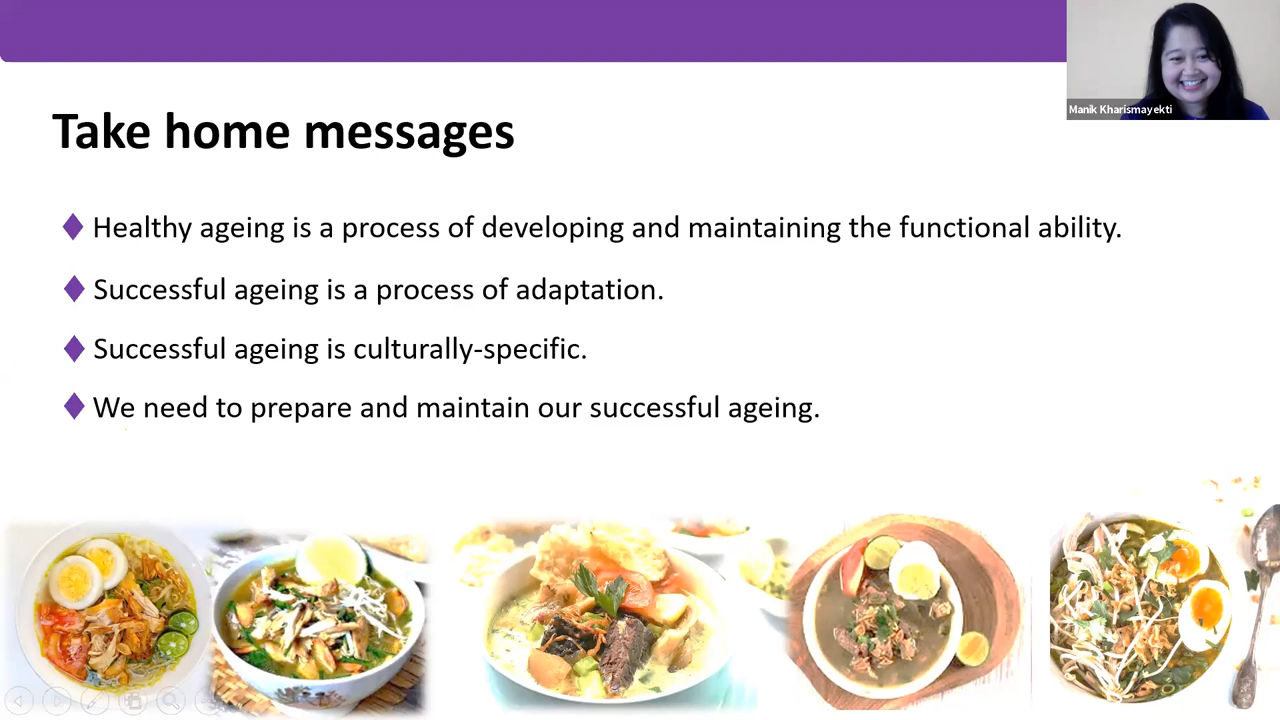 Manik Kharismayekti
Take home messages
Healthy ageing is a process of developing and maintaining the functional ability.
Successful ageing is a process of adaptation.
Successful ageing is culturally-specific.
We need to prepare and maintain our successful ageing.